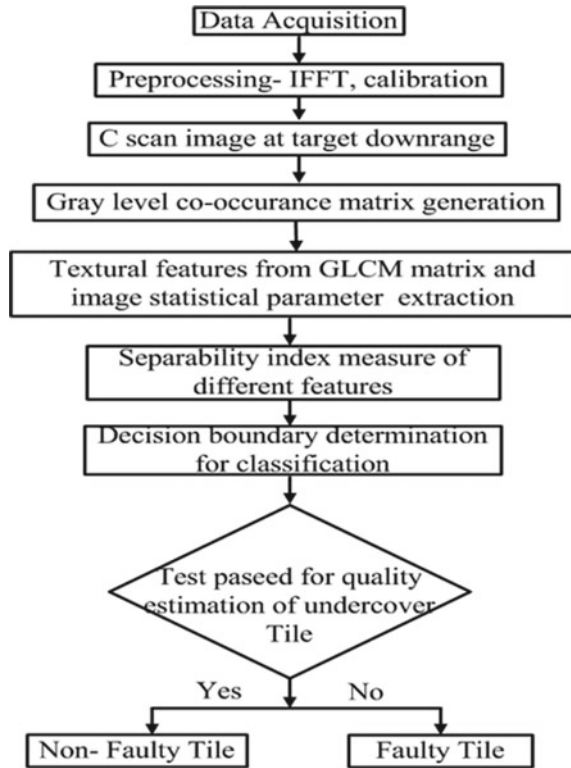 Data Acquisition
Preprocessing- IFFT, calibration
C scan image at target downrange
Gray level co-occurance matrix generation
Textural features from GLCM matrix and
image statistical parameter extraction
Separability index measure of
different features
Decision boundary determination
for classification
Test paseed for quality
estimation of undercover
Tile
Yes
No
Non- Faulty Tile
Faulty Tile